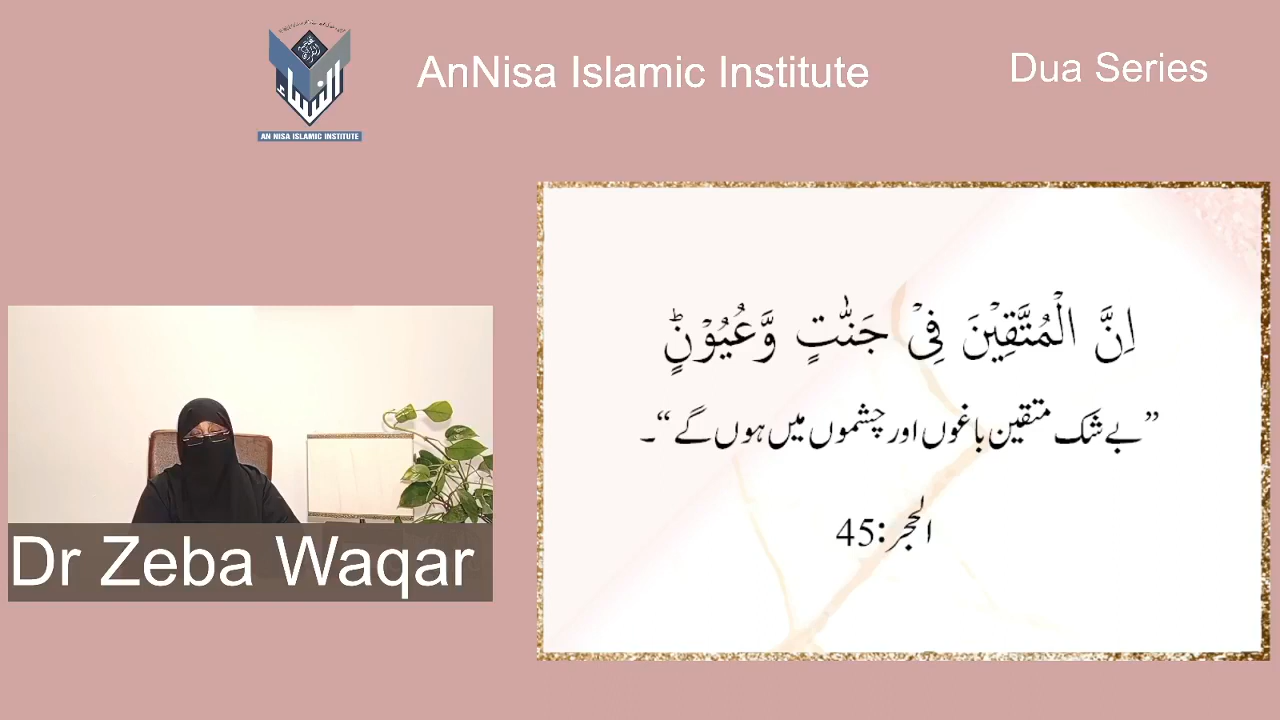 النساء
AN NISA ISLAMIC INSTITUTE
AnNisa Islamic Institute
Dua Series
اِنَّ الْمُتَّقِيْنَ فِىْ جَنّٰتٍ وَّعُيُوْنٍؕ
”بے شک متقین باغوں اور چشموں میں ہوں گے“۔
الحجر:45
Dr Zeba Waqar